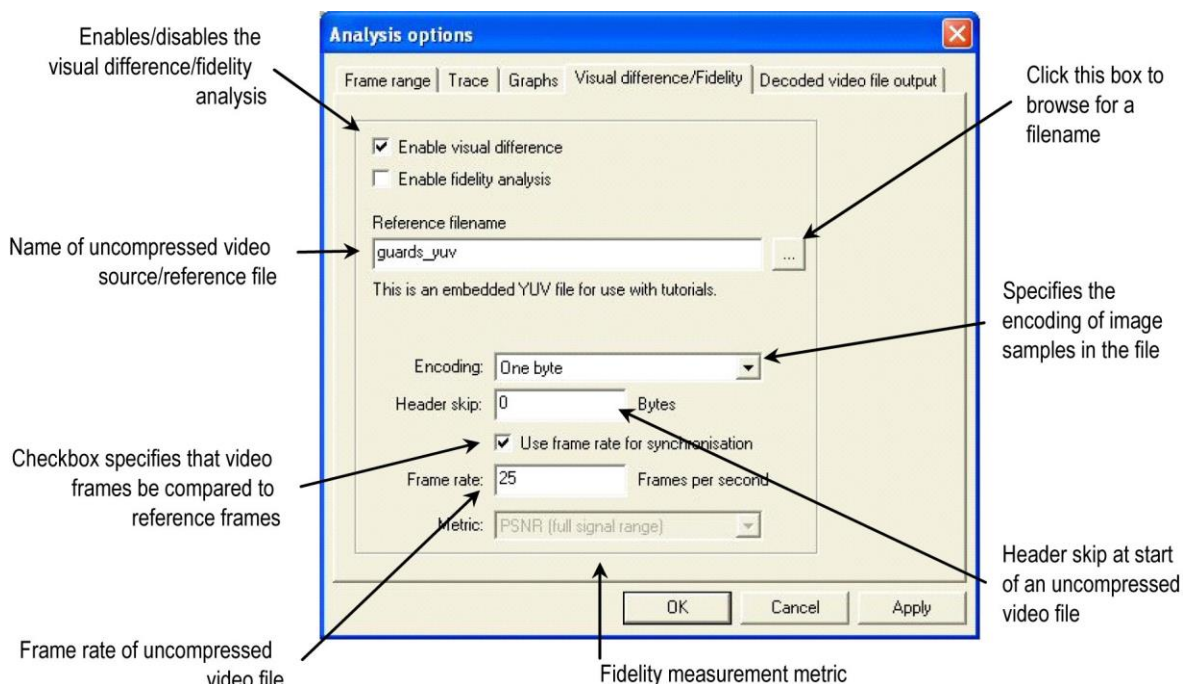 Enables/disables the
visual difference/fidelity
analysis
Analysis options
Frame range
Trace
Graphs
Visual difference/Fidelity
Decoded video file output
Click this box to
browse for a
filename
Enable visual difference
Enable fidelity analysis
Reference filename
Name of uncompressed video
source/reference file
guards_yuv
...
This is an embedded YUV file for use with tutorials.
Specifies the
encoding of image
samples in the file
Encoding: One byte
Header skip: 0 Bytes
Use frame rate for synchronisation
Checkbox specifies that video
frames be compared to
reference frames
Frame rate: 25 Frames per second
Metric: PSNR (full signal range)
Header skip at start
of an uncompressed
video file
OK
Cancel
Apply
Frame rate of uncompressed
video file
Fidelity measurement metric